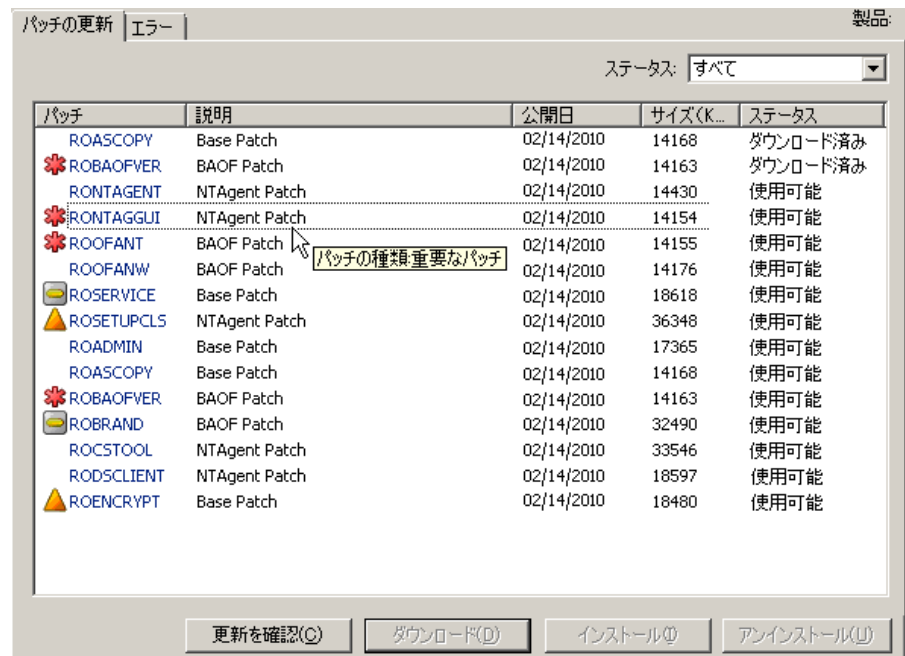 パッチの更新 エラー 製品:
ステータス: すべて
パッチ 説明 公開日 サイズ(K... ステータス
ROASCOPY Base Patch 02/14/2010 14168 ダウンロード済み
ROBAOFVER BAOF Patch 02/14/2010 14163 ダウンロード済み
RONTAGENT NTAgent Patch 02/14/2010 14430 使用可能
RONTAGGUI NTAgent Patch 02/14/2010 14154 使用可能
ROOFANT BAOF Patch 02/14/2010 14155 使用可能
パッチの種類:重要なパッチ
ROOFANW BAOF Patch 02/14/2010 14176 使用可能
ROSERVICE Base Patch 02/14/2010 18618 使用可能
ROSETUPCLS NTAgent Patch 02/14/2010 36348 使用可能
ROADMIN Base Patch 02/14/2010 17365 使用可能
ROASCOPY Base Patch 02/14/2010 14168 使用可能
ROBAOFVER BAOF Patch 02/14/2010 14163 使用可能
ROBRAND BAOF Patch 02/14/2010 32490 使用可能
ROCSTOOL NTAgent Patch 02/14/2010 33546 使用可能
RODSCLIENT NTAgent Patch 02/14/2010 18597 使用可能
ROENCRYPT Base Patch 02/14/2010 18480 使用可能
更新を確認(C) ダウンロード(D) インストール(I) アンインストール(U)